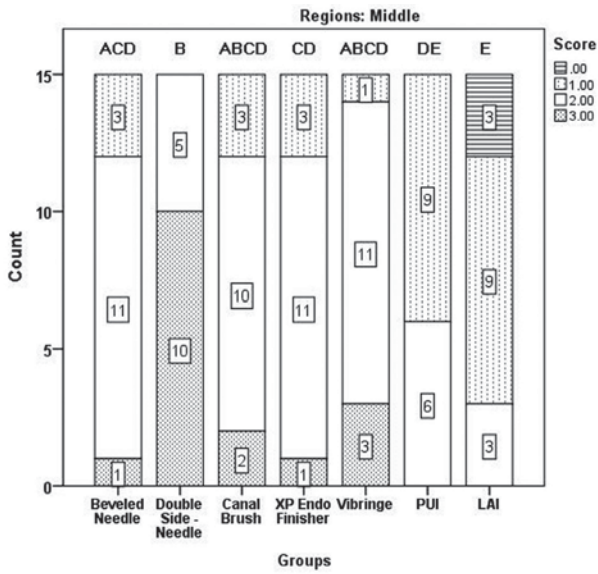 Regions: Middle
ACD B ABCD CD ABCD DE E
Score
.00
1.00
2.00
3.00
15
10
5
0
Count
3 11 1
5 10
3 10 2
3 11 1
1 11 3
9 6
3 9 3
Beveled Needle
Double Side - Needle
Canal Brush
XP Endo Finisher
Vibringe
PUI
LAI
Groups